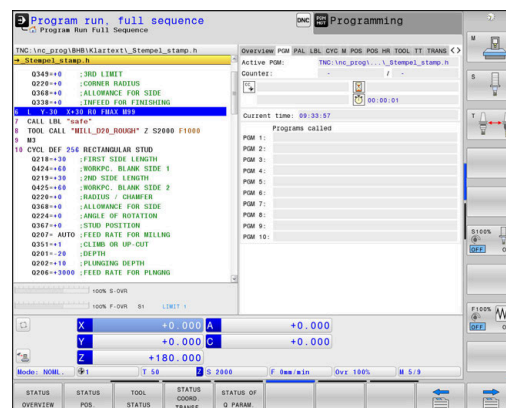 Program run, full sequence
Program Run Full Sequence
DNC
Programming
TNC:\nc_prog\BHB\Klartext\_Stempel_stamp.h
→_Stempel_stamp.h
Q349=+0 ;3RD LIMIT
Q220=+0 ;CORNER RADIUS
Q368=+0 ;ALLOWANCE FOR SIDE
Q338=+0 ;INFEED FOR FINISHING
6 L Y-30 X+30 R0 FMAX M99
7 CALL LBL "safe"
8 TOOL CALL "MILL_D20_ROUGH" Z S2000 F1000
9 M3
10 CYCL DEF 256 RECTANGULAR STUD
Q218=+30 ;FIRST SIDE LENGTH
Q424=+60 ;WORKPC. BLANK SIDE 1
Q219=+30 ;2ND SIDE LENGTH
Q425=+60 ;WORKPC. BLANK SIDE 2
Q220=+0 ;RADIUS / CHAMFER
Q368=+0 ;ALLOWANCE FOR SIDE
Q224=+0 ;ANGLE OF ROTATION
Q367=+0 ;STUD POSITION
Q207= AUTO ;FEED RATE FOR MILLNG
Q351=+1 ;CLIMB OR UP-CUT
Q201=-20 ;DEPTH
Q202=+10 ;PLUNGING DEPTH
Q206=+3000 ;FEED RATE FOR PLNGNG
Overview PGM PAL LBL CYC M POS POS HR TOOL TT TRANS
Active PGM: TNC:\nc_prog\..._Stempel_stamp.h
Counter: - / -
00:00:01
Current time: 09:33:57
Programs called
PGM 1:
PGM 2:
PGM 3:
PGM 4:
PGM 5:
PGM 6:
PGM 7:
PGM 8:
PGM 9:
PGM 10:
100% S-OVR
100% F-OVR S1 LIMIT 1
X +0.000 A +0.000
Y +0.000 C +0.000
Z +180.000
Mode: NOML. 1 T 50 Z S 2000 F 0mm/min Ovr 100% M 5/9
STATUS OVERVIEW
STATUS POS.
TOOL STATUS
STATUS COORD. TRANSF.
STATUS OF Q PARAM.
M
S
T
S100%
OFF
F100%
OFF